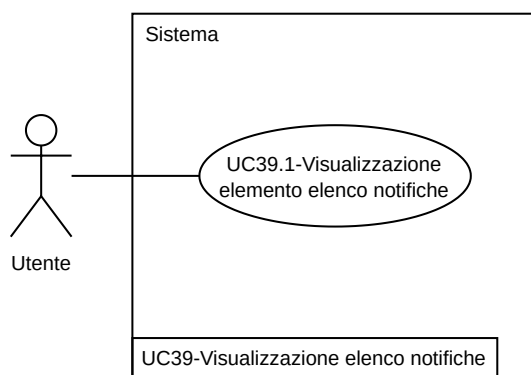 Sistema
UC39.1-Visualizzazione
elemento elenco notifiche
Utente
UC39-Visualizzazione elenco notifiche